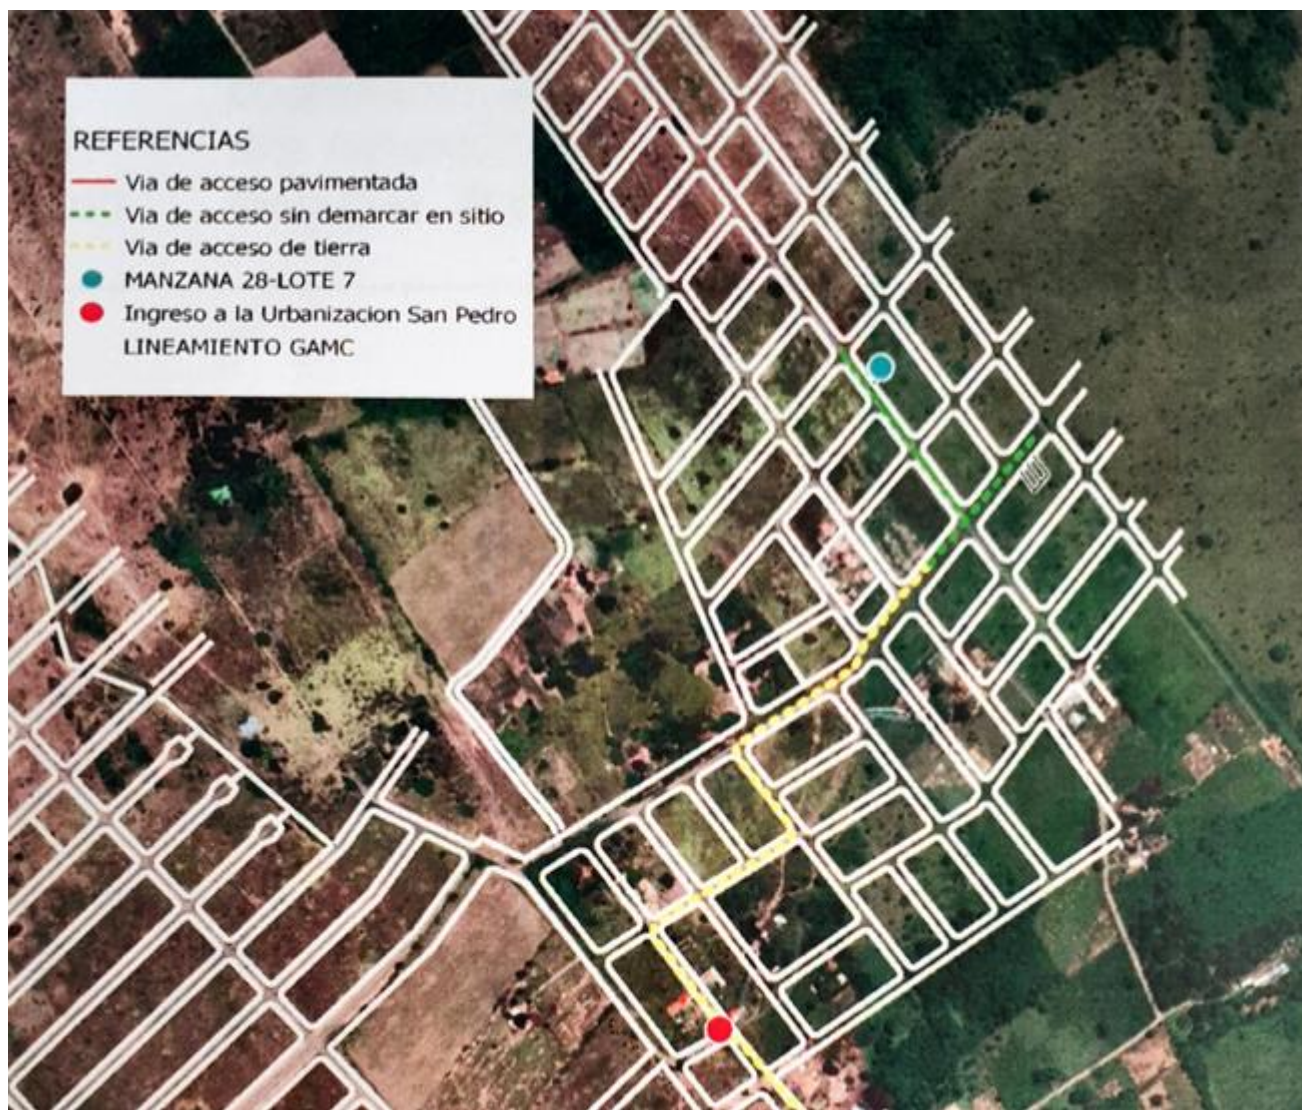 REFERENCIAS
Via de acceso pavimentada
Via de acceso sin demarcar en sitio
Via de acceso de tierra
MANZANA 28-LOTE 7
Ingreso a la Urbanizacion San Pedro
LINEAMIENTO GAMC